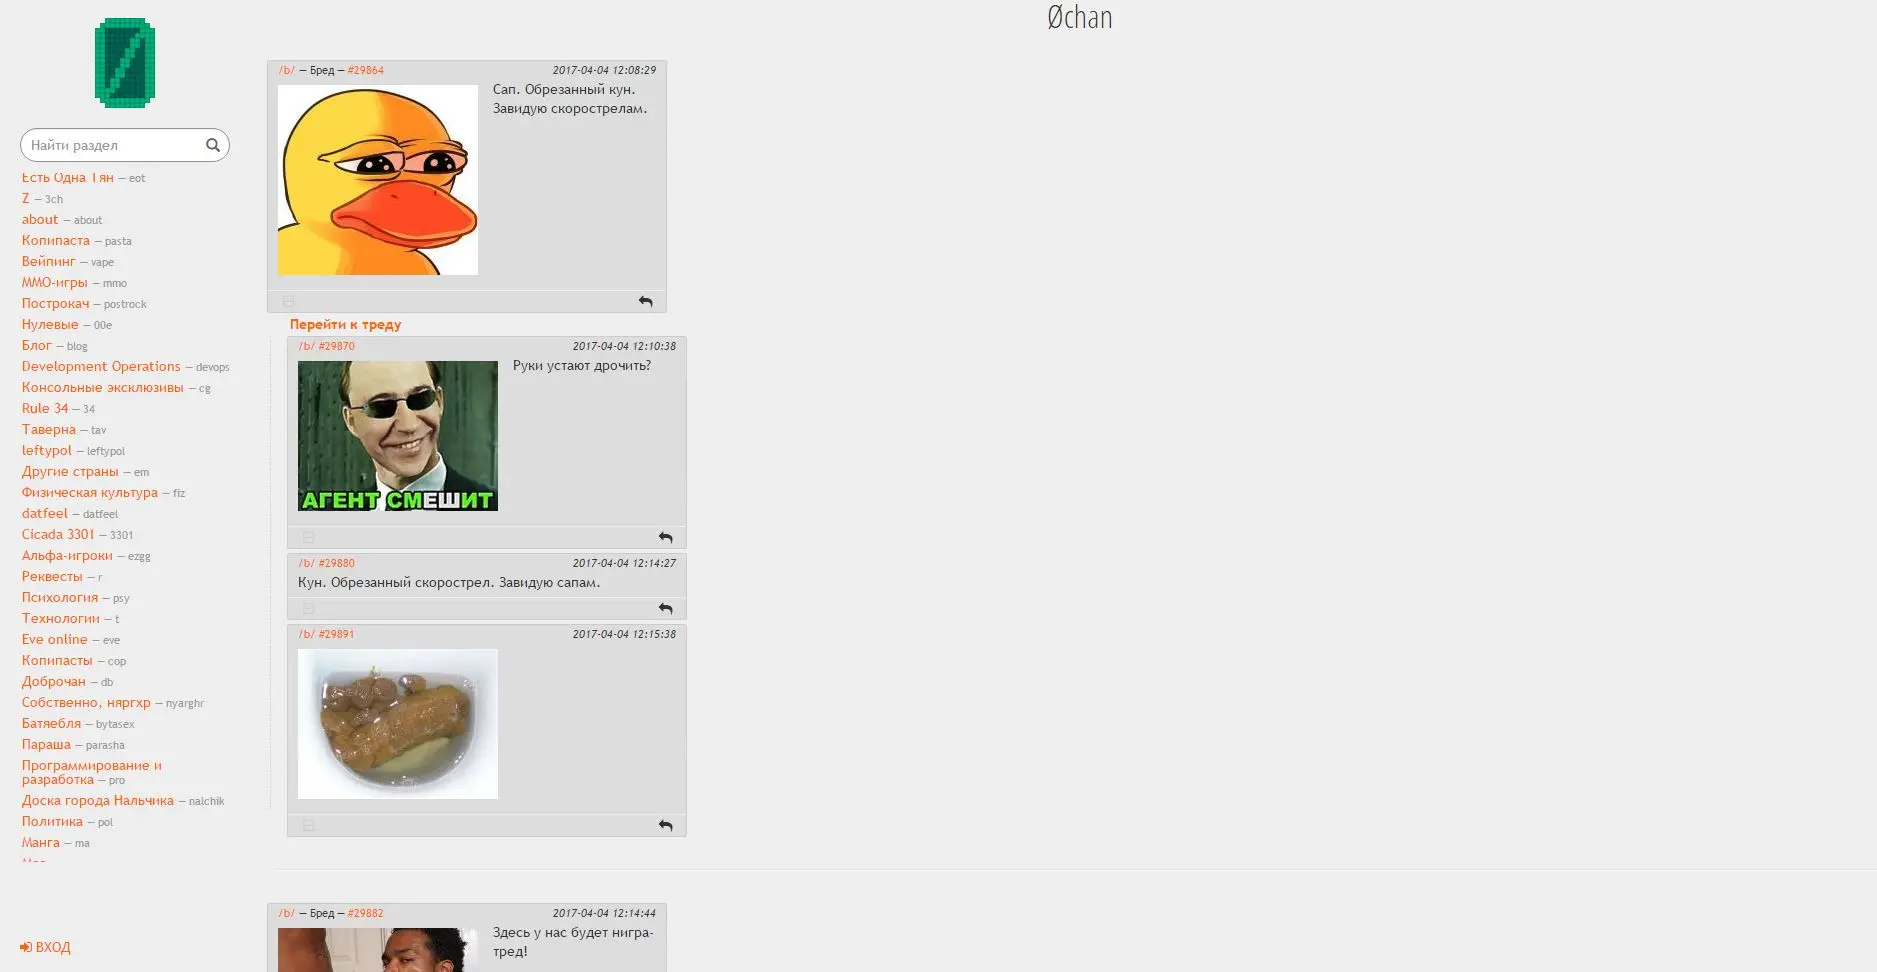 Øchan
Найти раздел
Есть Одна Тян — eot
Z — 3ch
about — about
Копипаста — pasta
Вейпинг — vape
ММО-игры — mmo
Построкач — postrock
Нулевые — 00e
Блог — blog
Development Operations — devops
Консольные эксклюзивы — cg
Rule 34 — 34
Таверна — tav
leftypol — leftypol
Другие страны — em
Физическая культура — fiz
datfeel — datfeel
Cicada 3301 — 3301
Альфа-игроки — ezgg
Реквесты — r
Психология — psy
Технологии — t
Eve online — eve
Копипасты — cop
Доброчан — db
Собственно, няргхр — nyarghr
Батяебля — bytasex
Параша — parasha
Программирование и
разработка — pro
Доска города Нальчика — nalchik
Политика — pol
Манга — ma
ВХОД
/b/ — Бред — #29864 2017-04-04 12:08:29
Сап. Обрезанный кун.
Завидую скорострелам.
Перейти к треду
/b/ #29870 2017-04-04 12:10:38
Руки устают дрочить?
АГЕНТ СМЕШИТ
/b/ #29880 2017-04-04 12:14:27
Кун. Обрезанный скорострел. Завидую сапам.
/b/ #29891 2017-04-04 12:15:38
/b/ — Бред — #29882 2017-04-04 12:14:44
Здесь у нас будет нигра-
тред!